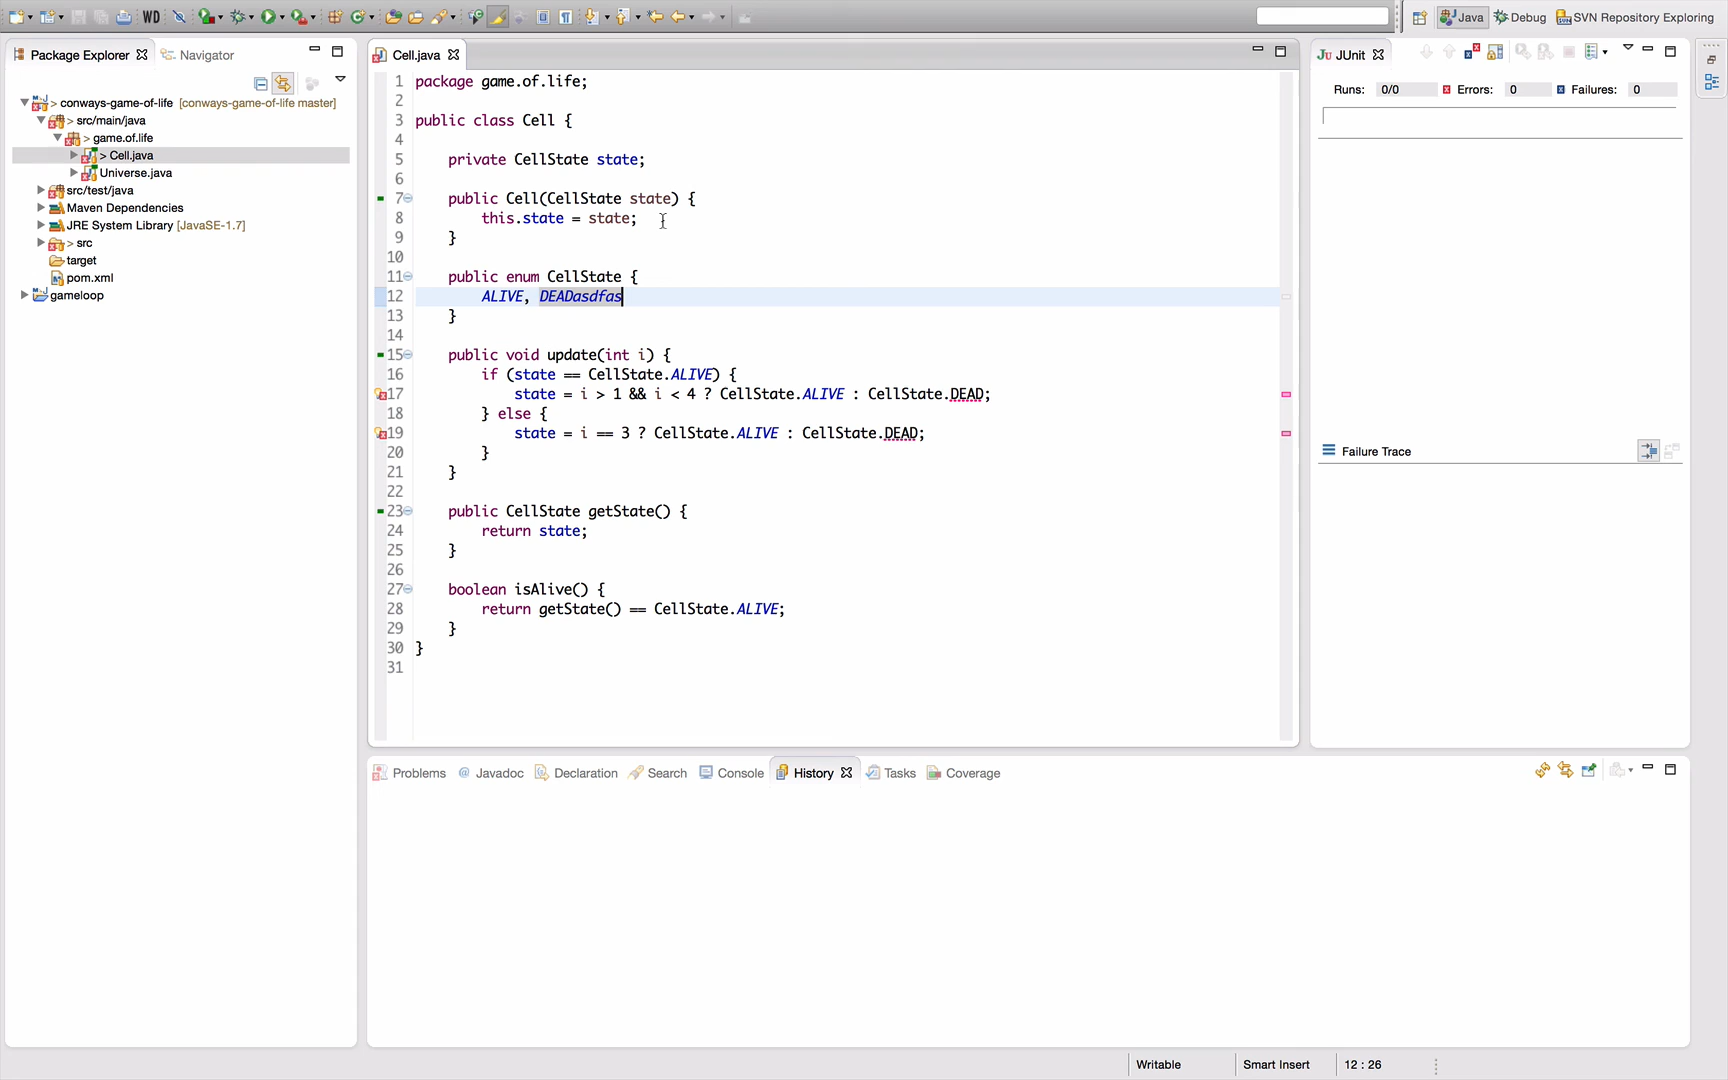 WD
Java
Debug
SVN Repository Exploring
Package Explorer
Navigator
> conways-game-of-life [conways-game-of-life master]
src/main/java
> game.of.life
> Cell.java
Universe.java
src/test/java
Maven Dependencies
JRE System Library [JavaSE-1.7]
> src
target
pom.xml
gameloop
Cell.java
1 package game.of.life;
2
3 public class Cell {
4
5 private CellState state;
6
7 public Cell(CellState state) {
8 this.state = state;
9 }
10
11 public enum CellState {
12 ALIVE, DEADasdfas
13 }
14
15 public void update(int i) {
16 if (state == CellState.ALIVE) {
17 state = i > 1 && i < 4 ? CellState.ALIVE : CellState.DEAD;
18 } else {
19 state = i == 3 ? CellState.ALIVE : CellState.DEAD;
20 }
21 }
22
23 public CellState getState() {
24 return state;
25 }
26
27 boolean isAlive() {
28 return getState() == CellState.ALIVE;
29 }
30 }
31
Ju JUnit
Runs: 0/0 Errors: 0 Failures: 0
Failure Trace
Problems @ Javadoc Declaration Search Console History Tasks Coverage
Writable Smart Insert 12 : 26